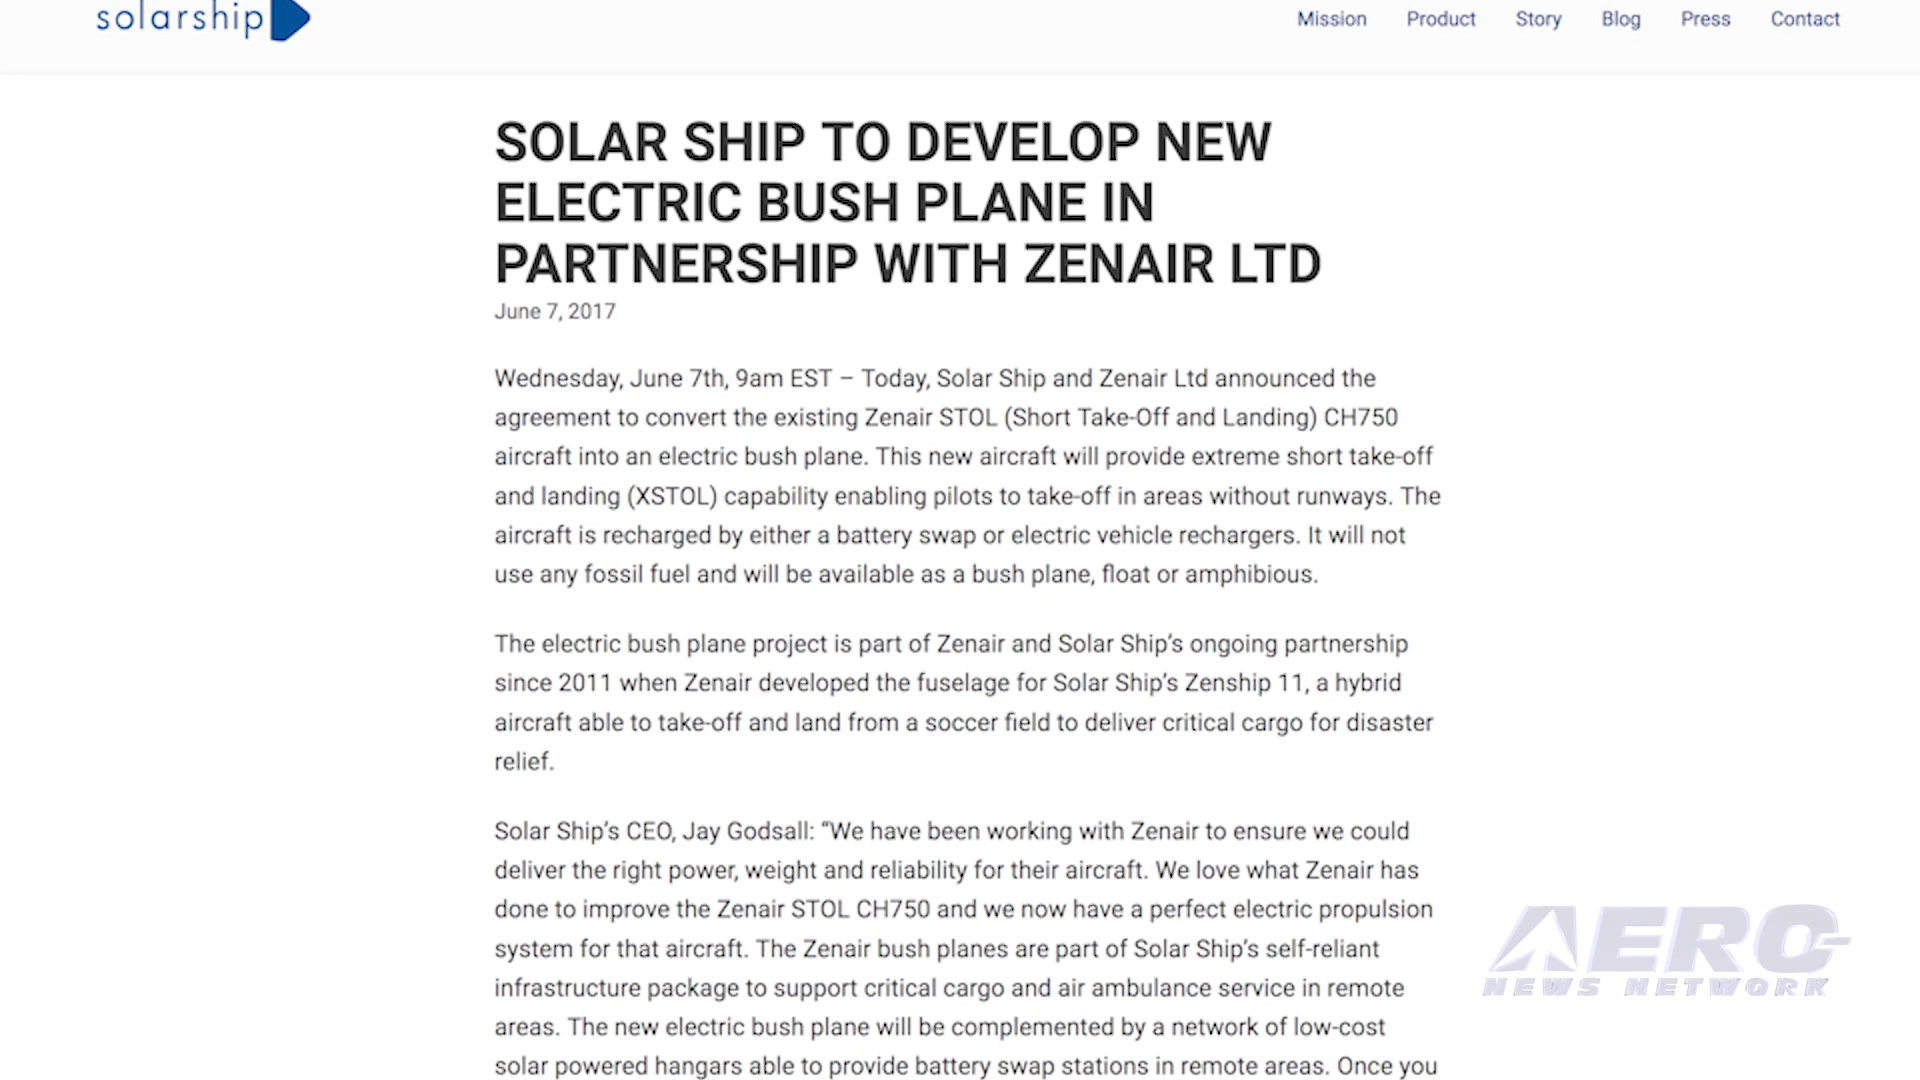 solarship
Mission Product Story Blog Press Contact
SOLAR SHIP TO DEVELOP NEW
ELECTRIC BUSH PLANE IN
PARTNERSHIP WITH ZENAIR LTD
June 7, 2017
Wednesday, June 7th, 9am EST – Today, Solar Ship and Zenair Ltd announced the
agreement to convert the existing Zenair STOL (Short Take-Off and Landing) CH750
aircraft into an electric bush plane. This new aircraft will provide extreme short take-off
and landing (XSTOL) capability enabling pilots to take-off in areas without runways. The
aircraft is recharged by either a battery swap or electric vehicle rechargers. It will not
use any fossil fuel and will be available as a bush plane, float or amphibious.
The electric bush plane project is part of Zenair and Solar Ship’s ongoing partnership
since 2011 when Zenair developed the fuselage for Solar Ship’s Zenship 11, a hybrid
aircraft able to take-off and land from a soccer field to deliver critical cargo for disaster
relief.
Solar Ship’s CEO, Jay Godsall: “We have been working with Zenair to ensure we could
deliver the right power, weight and reliability for their aircraft. We love what Zenair has
done to improve the Zenair STOL CH750 and we now have a perfect electric propulsion
system for that aircraft. The Zenair bush planes are part of Solar Ship’s self-reliant
infrastructure package to support critical cargo and air ambulance service in remote
areas. The new electric bush plane will be complemented by a network of low-cost
solar powered hangars able to provide battery swap stations in remote areas. Once you
AERO
NEWS NETWORK